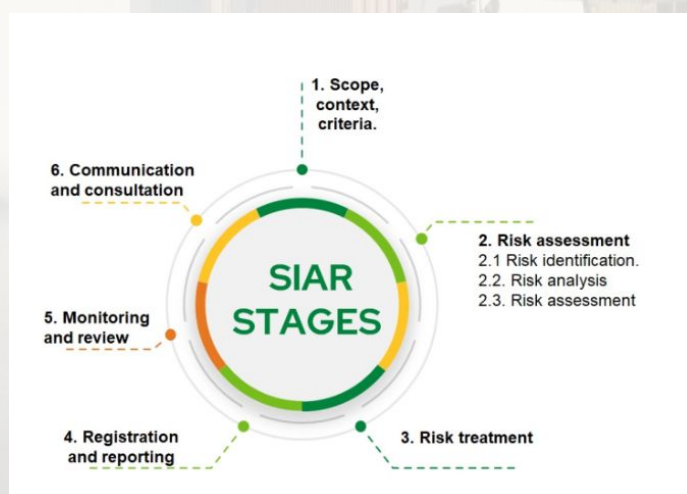 1. Scope,
context,
criteria.
6. Communication
and consultation
2. Risk assessment
2.1 Risk identification.
2.2. Risk analysis
2.3. Risk assessment
SIAR
STAGES
5. Monitoring
and review
4. Registration
and reporting
3. Risk treatment